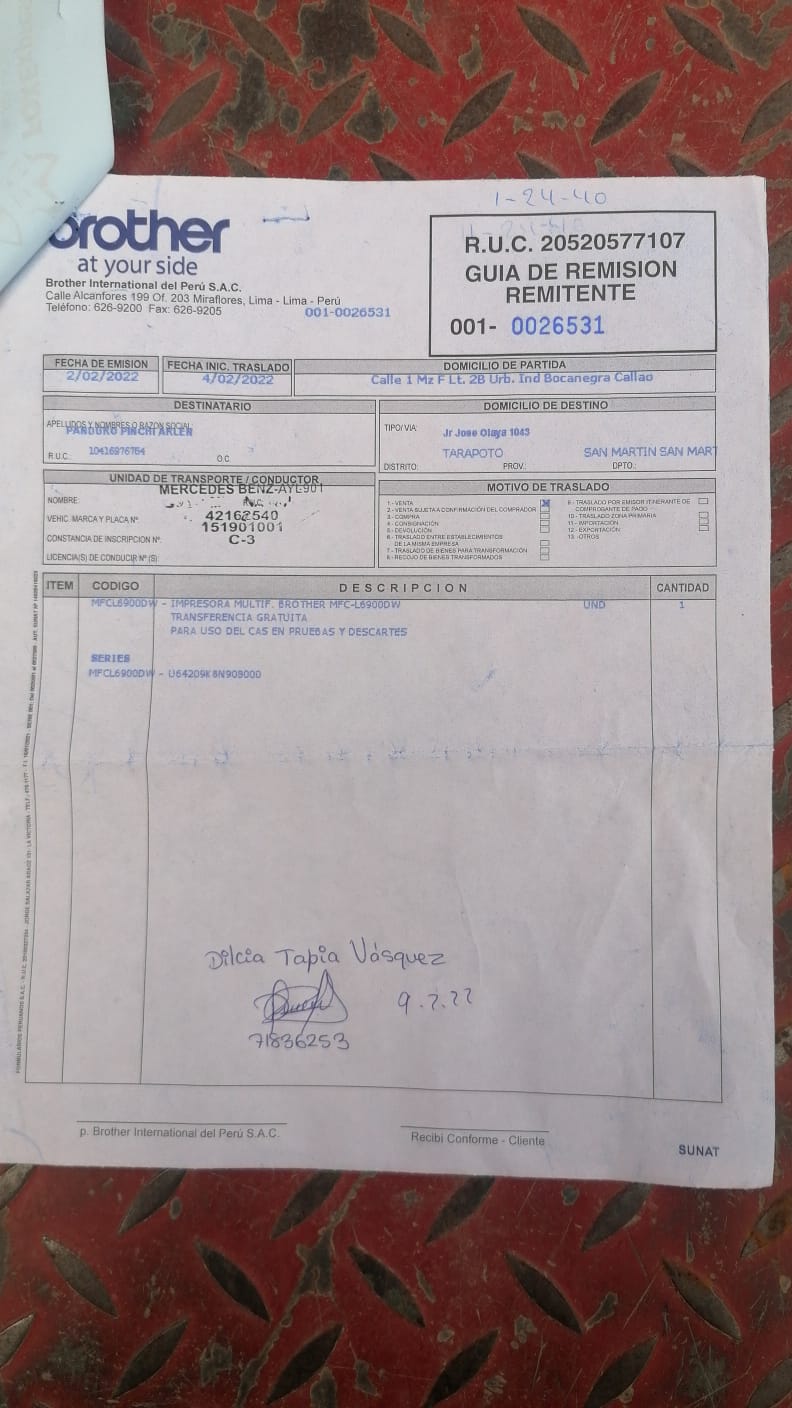 1-24-40
brother
at your side
Brother International del Perú S.A.C.
Calle Alcanfores 199 Of. 203 Miraflores, Lima - Lima - Perú
Teléfono: 626-9200 Fax: 626-9205
001-0026531
R.U.C. 20520577107
GUIA DE REMISION
REMITENTE
001- 0026531
FECHA DE EMISION
2/02/2022
FECHA INIC. TRASLADO
4/02/2022
DOMICILIO DE PARTIDA
Calle 1 Mz F Lt. 2B Urb. Ind Bocanegra Callao
DESTINATARIO
APELLIDOS Y NOMBRES O RAZON SOCIAL
PANDURO PINCHI ARLER
R.U.C. 10416976764 O.C.
DOMICILIO DE DESTINO
TIPO/VIA: Jr Jose Olaya 1043
TARAPOTO SAN MARTIN SAN MART
DISTRITO: PROV.: DPTO.:
UNIDAD DE TRANSPORTE / CONDUCTOR
MERCEDES BENZ-AYL-901
NOMBRE:
VEHIC. MARCA Y PLACA N° 42162540
151901001
CONSTANCIA DE INSCRIPCION N°. C-3
LICENCIA(S) DE CONDUCIR N° (S)
MOTIVO DE TRASLADO
1.- VENTA
2.- VENTA SUJETA A CONFIRMACIÓN DEL COMPRADOR
3.- COMPRA
4.- CONSIGNACIÓN
5.- DEVOLUCIÓN
6.- TRASLADO ENTRE ESTABLECIMIENTOS
DE LA MISMA EMPRESA
7.- TRASLADO DE BIENES PARA TRANSFORMACIÓN
8.- RECOJO DE BIENES TRANSFORMADOS
9.- TRASLADO POR EMISOR ITINERANTE DE
COMPROBANTE DE PAGO
10.- TRASLADO ZONA PRIMARIA
11.- IMPORTACIÓN
12.- EXPORTACIÓN
13.- OTROS
ITEM CODIGO DESCRIPCION CANTIDAD
MFCL6900DW - IMPRESORA MULTIF. BROTHER MFC-L6900DW UND 1
TRANSFERENCIA GRATUITA
PARA USO DEL CAS EN PRUEBAS Y DESCARTES
SERIES
MFCL6900DW - U64209K8N909000
Dilcia Tapia Vásquez
9.2.22
71836253
p. Brother International del Perú S.A.C.
Recibi Conforme - Cliente
SUNAT